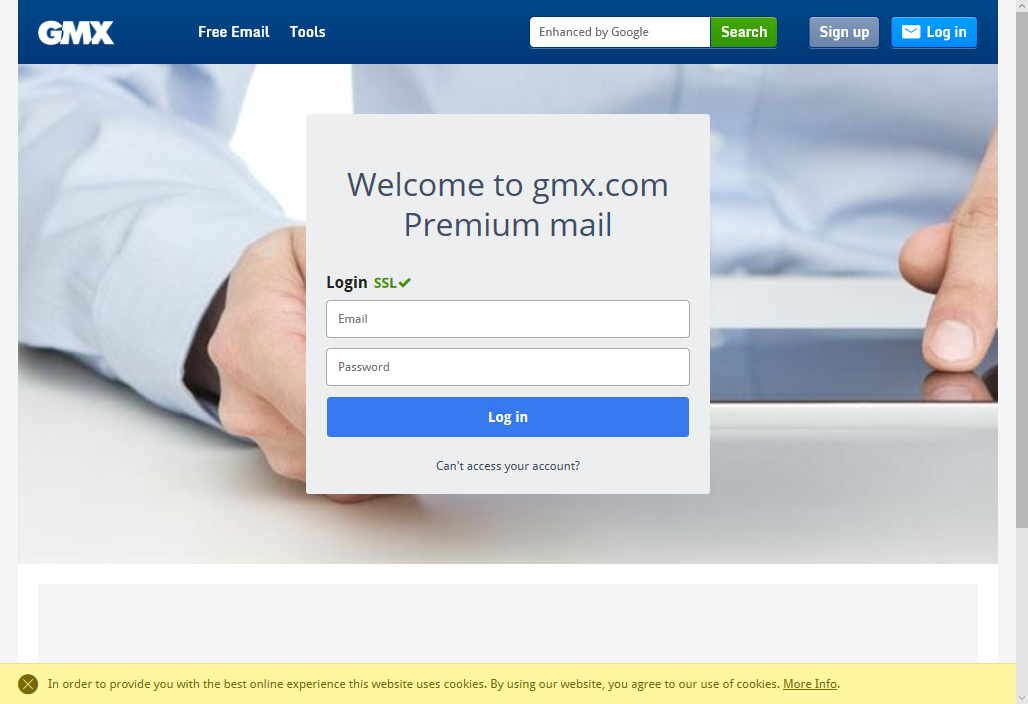 GMX
Free Email
Tools
Enhanced by Google
Search
Sign up
Log in
Welcome to gmx.com
Premium mail
Login SSL
Email
Password
Log in
Can't access your account?
In order to provide you with the best online experience this website uses cookies. By using our website, you agree to our use of cookies. More Info.